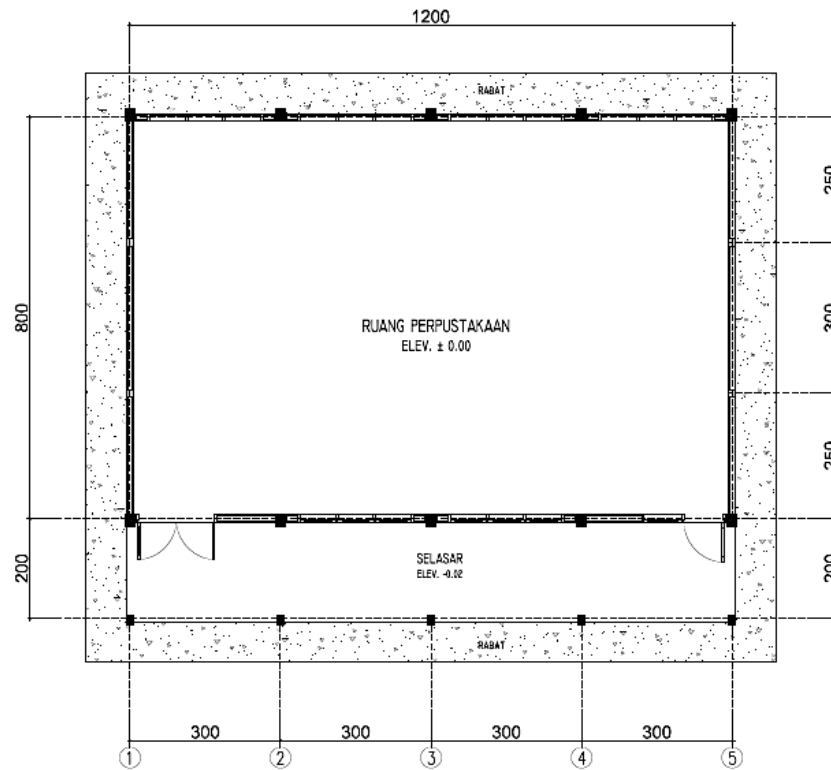 1200
RABAT
250
800
300
RUANG PERPUSTAKAAN
ELEV. ± 0.00
250
SELASAR
ELEV. -0.02
200
200
RABAT
300
300
300
300
1
2
3
4
5